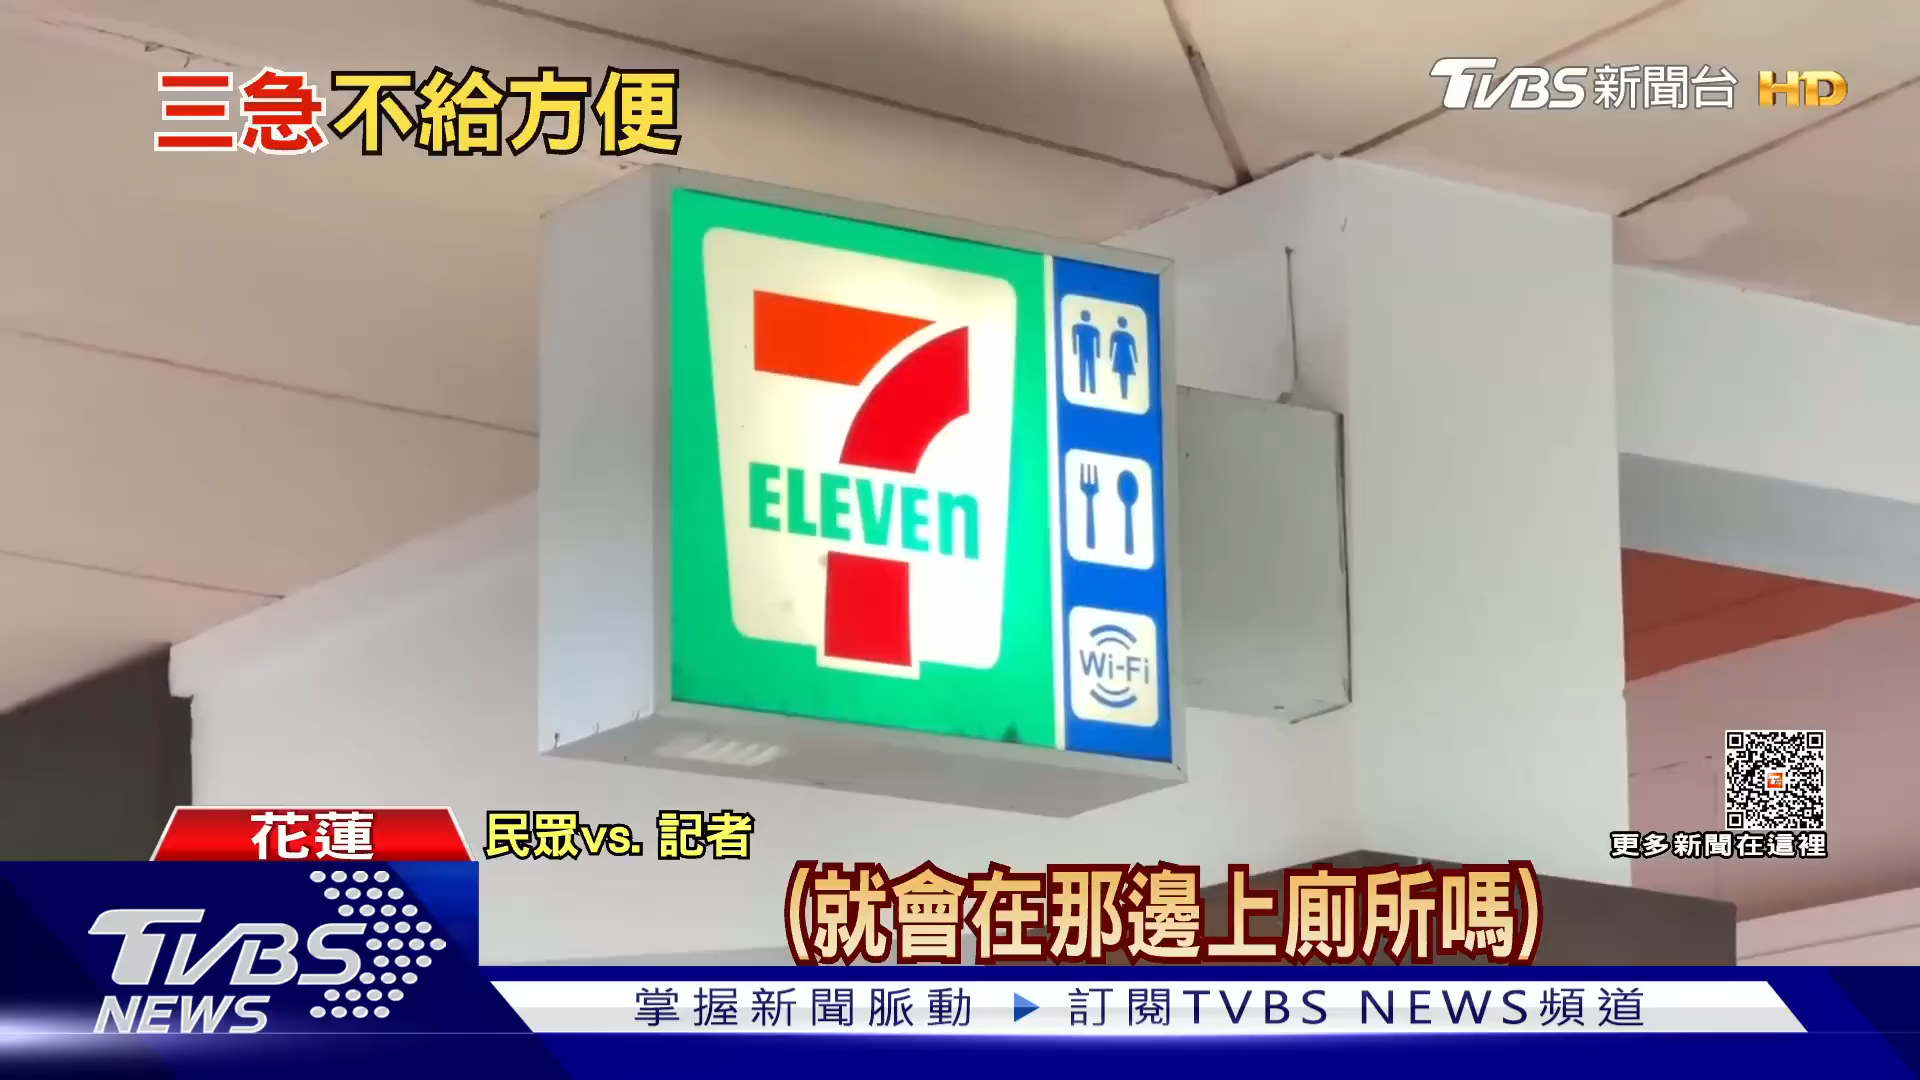 三急不給方便
TVBS新聞台 HD
7
ELEVEn
Wi-Fi
更多新聞在這裡
花蓮
民眾vs. 記者
(就會在那邊上廁所嗎)
TVBS
NEWS
掌握新聞脈動 ▶ 訂閱TVBS NEWS頻道